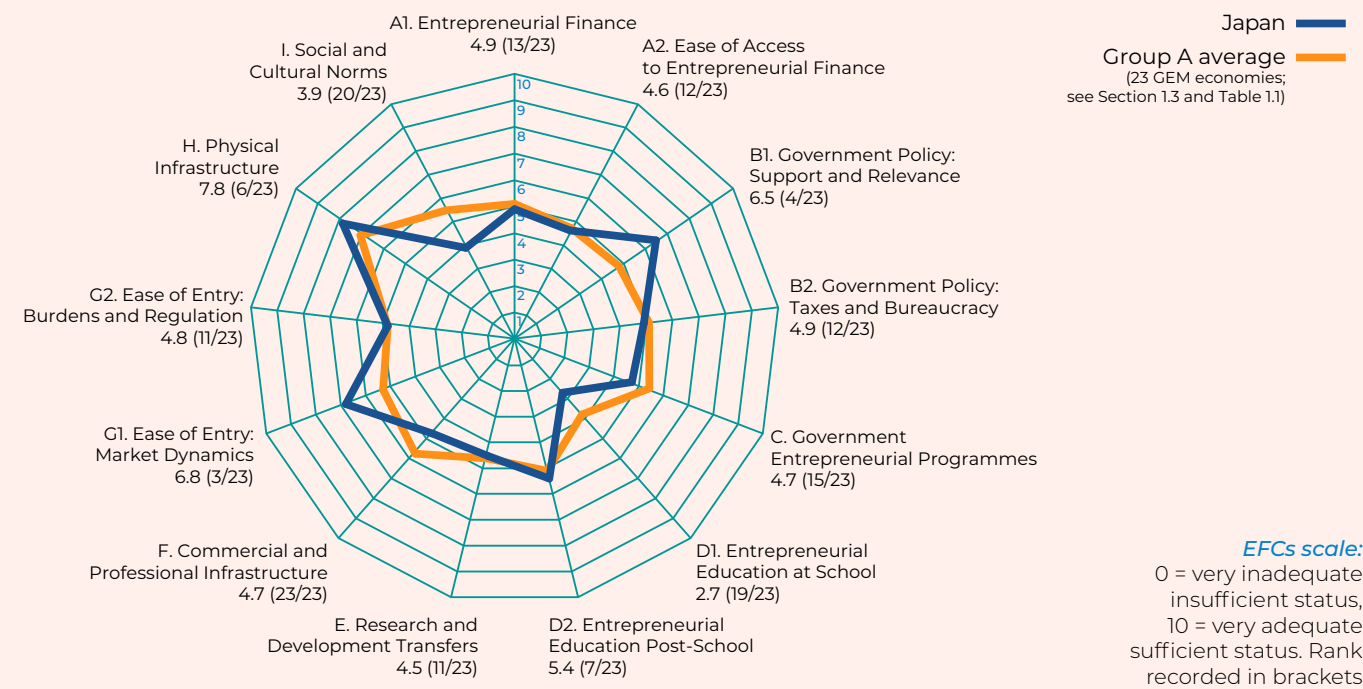 A1. Entrepreneurial Finance
4.9 (13/23)
A2. Ease of Access
to Entrepreneurial Finance
4.6 (12/23)
B1. Government Policy:
Support and Relevance
6.5 (4/23)
B2. Government Policy:
Taxes and Bureaucracy
4.9 (12/23)
C. Government
Entrepreneurial Programmes
4.7 (15/23)
D1. Entrepreneurial
Education at School
2.7 (19/23)
D2. Entrepreneurial
Education Post-School
5.4 (7/23)
E. Research and
Development Transfers
4.5 (11/23)
F. Commercial and
Professional Infrastructure
4.7 (23/23)
G1. Ease of Entry:
Market Dynamics
6.8 (3/23)
G2. Ease of Entry:
Burdens and Regulation
4.8 (11/23)
H. Physical
Infrastructure
7.8 (6/23)
I. Social and
Cultural Norms
3.9 (20/23)
10
9
8
7
6
5
4
3
2
1
Japan
Group A average
(23 GEM economies;
see Section 1.3 and Table 1.1)
EFCs scale:
0 = very inadequate
insufficient status,
10 = very adequate
sufficient status. Rank
recorded in brackets